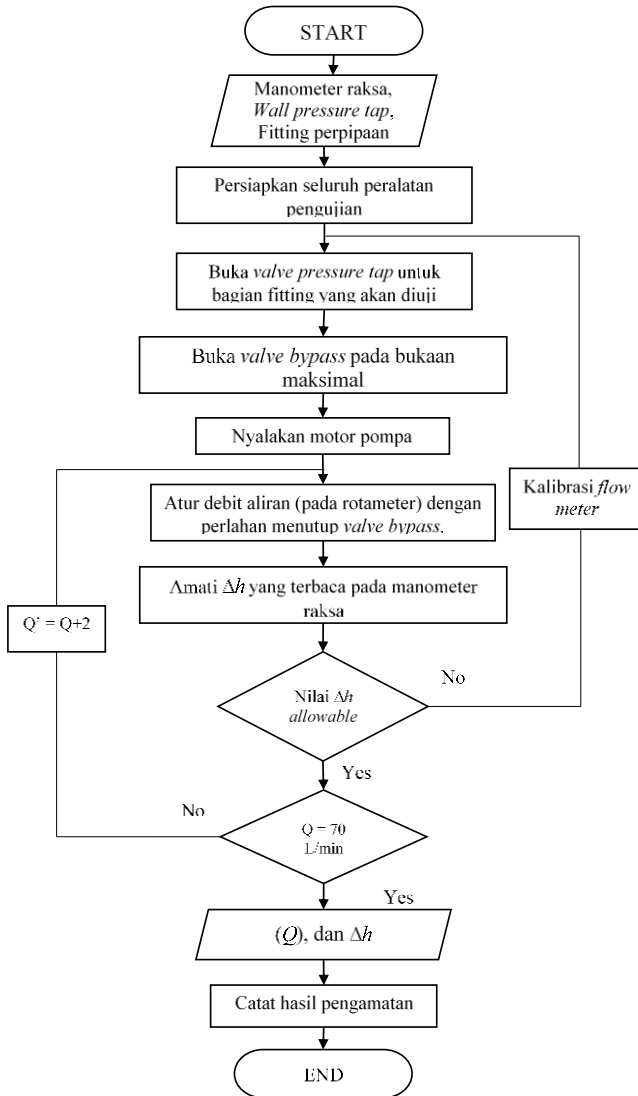 START
Manometer raksa,
Wall pressure tap,
Fitting perpipaan
Persiapkan seluruh peralatan
pengujian
Buka valve pressure tap untuk
bagian fitting yang akan diuji
Buka valve bypass pada bukaan
maksimal
Nyalakan motor pompa
Kalibrasi flow
meter
Atur debit aliran (pada rotameter) dengan
perlahan menutup valve bypass.
Amati Δh yang terbaca pada manometer
raksa
Q’ = Q+2
No
Nilai Δh
allowable
Yes
No
Q = 70
L/min
Yes
(Q), dan Δh
Catat hasil pengamatan
END